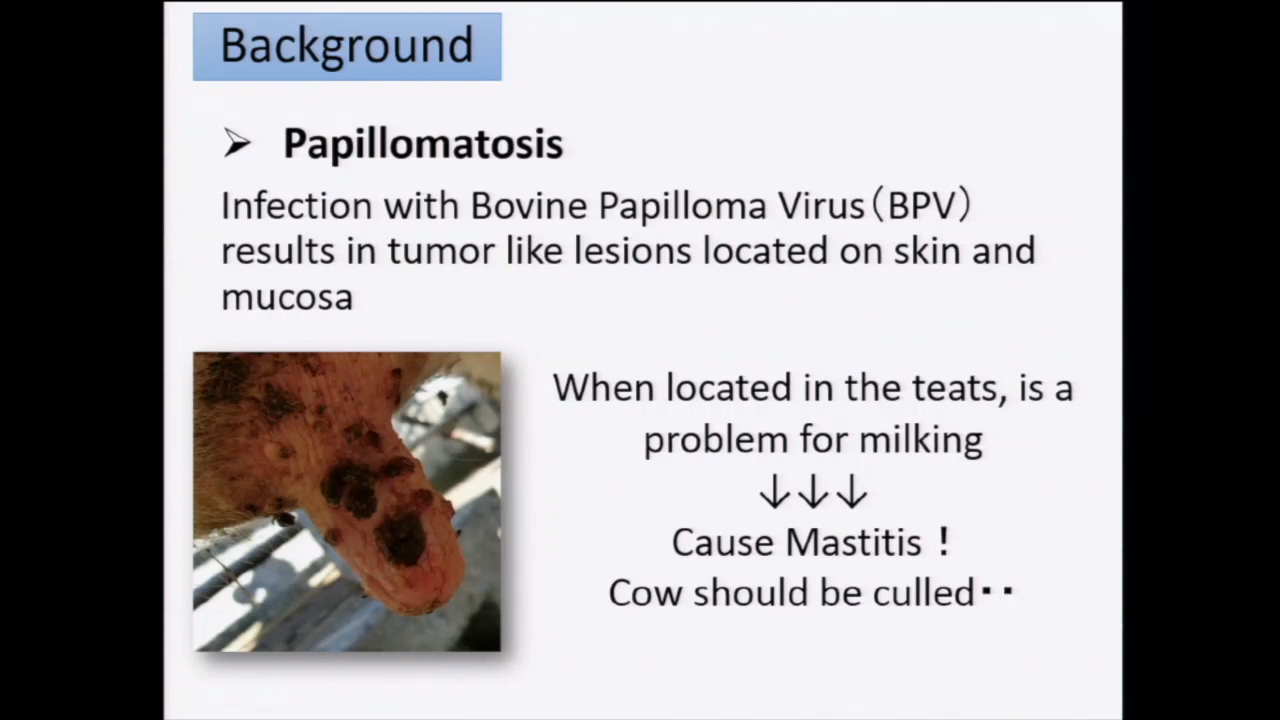 Background
➢ Papillomatosis
Infection with Bovine Papilloma Virus（BPV）
results in tumor like lesions located on skin and
mucosa
When located in the teats, is a
problem for milking
↓↓↓
Cause Mastitis！
Cow should be culled・・